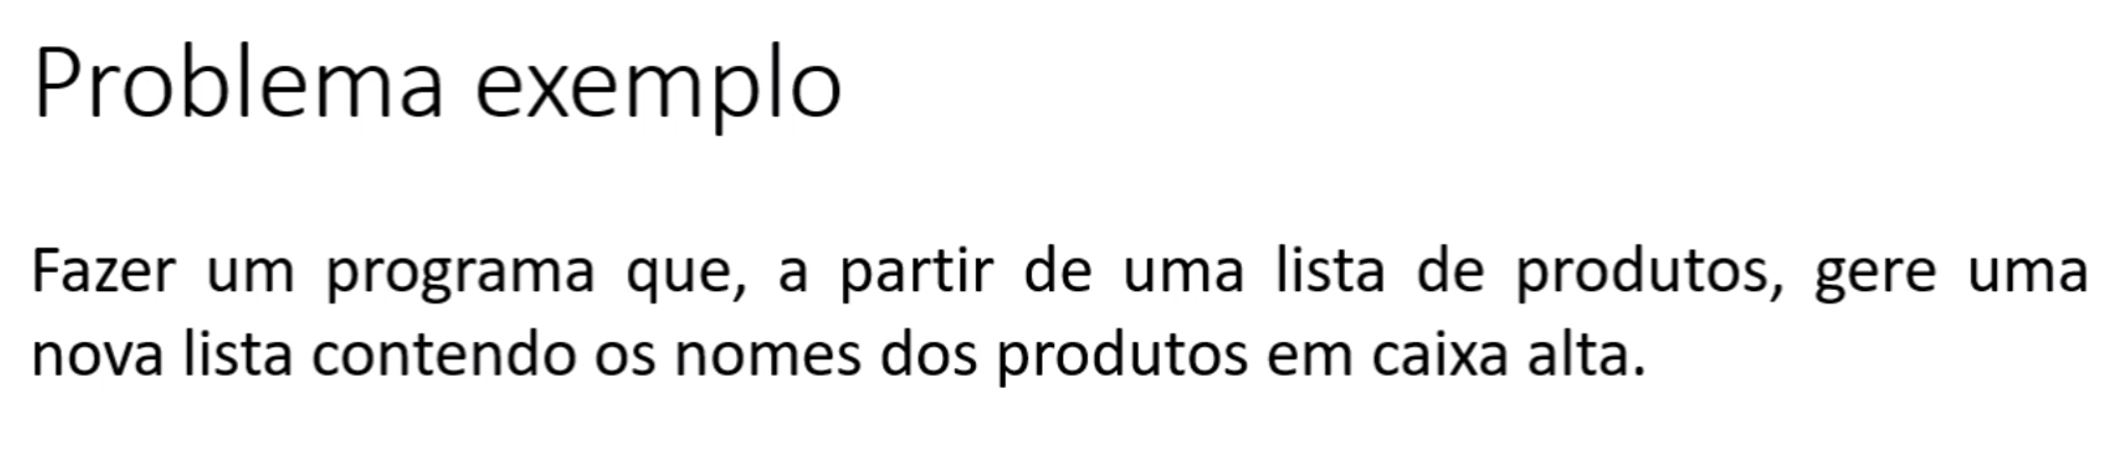 Problema exemplo
Fazer um programa que, a partir de uma lista de produtos, gere uma
nova lista contendo os nomes dos produtos em caixa alta.